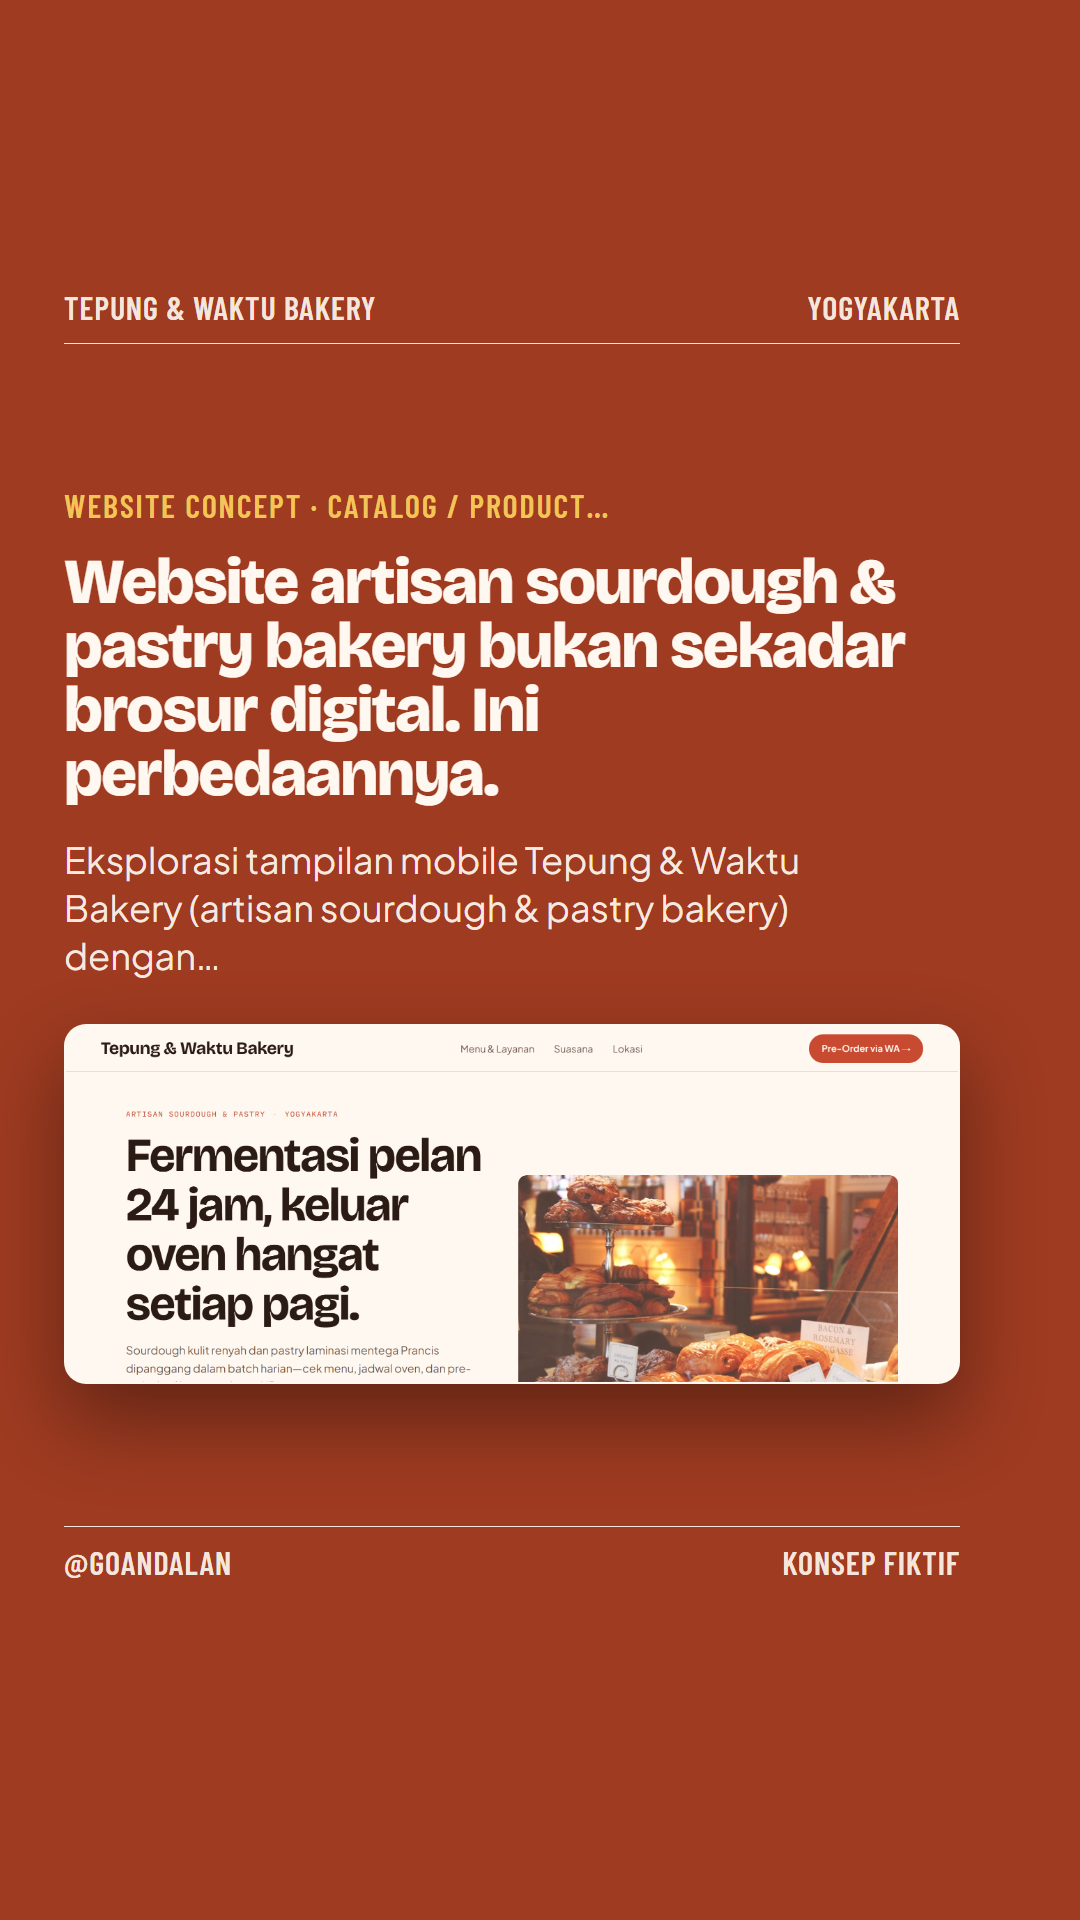 TEPUNG & WAKTU BAKERY
YOGYAKARTA
WEBSITE CONCEPT · CATALOG / PRODUCT...
Website artisan sourdough &
pastry bakery bukan sekadar
brosur digital. Ini
perbedaannya.
Eksplorasi tampilan mobile Tepung & Waktu
Bakery (artisan sourdough & pastry bakery)
dengan...
Tepung & Waktu Bakery
Menu & Layanan
Suasana
Lokasi
Pre-Order via WA →
ARTISAN SOURDOUGH & PASTRY · YOGYAKARTA
Fermentasi pelan
24 jam, keluar
oven hangat
setiap pagi.
Sourdough kulit renyah dan pastry laminasi mentega Prancis
dipanggang dalam batch harian—cek menu, jadwal oven, dan pre-
BACON &
ROSEMARY
@GOANDALAN
KONSEP FIKTIF